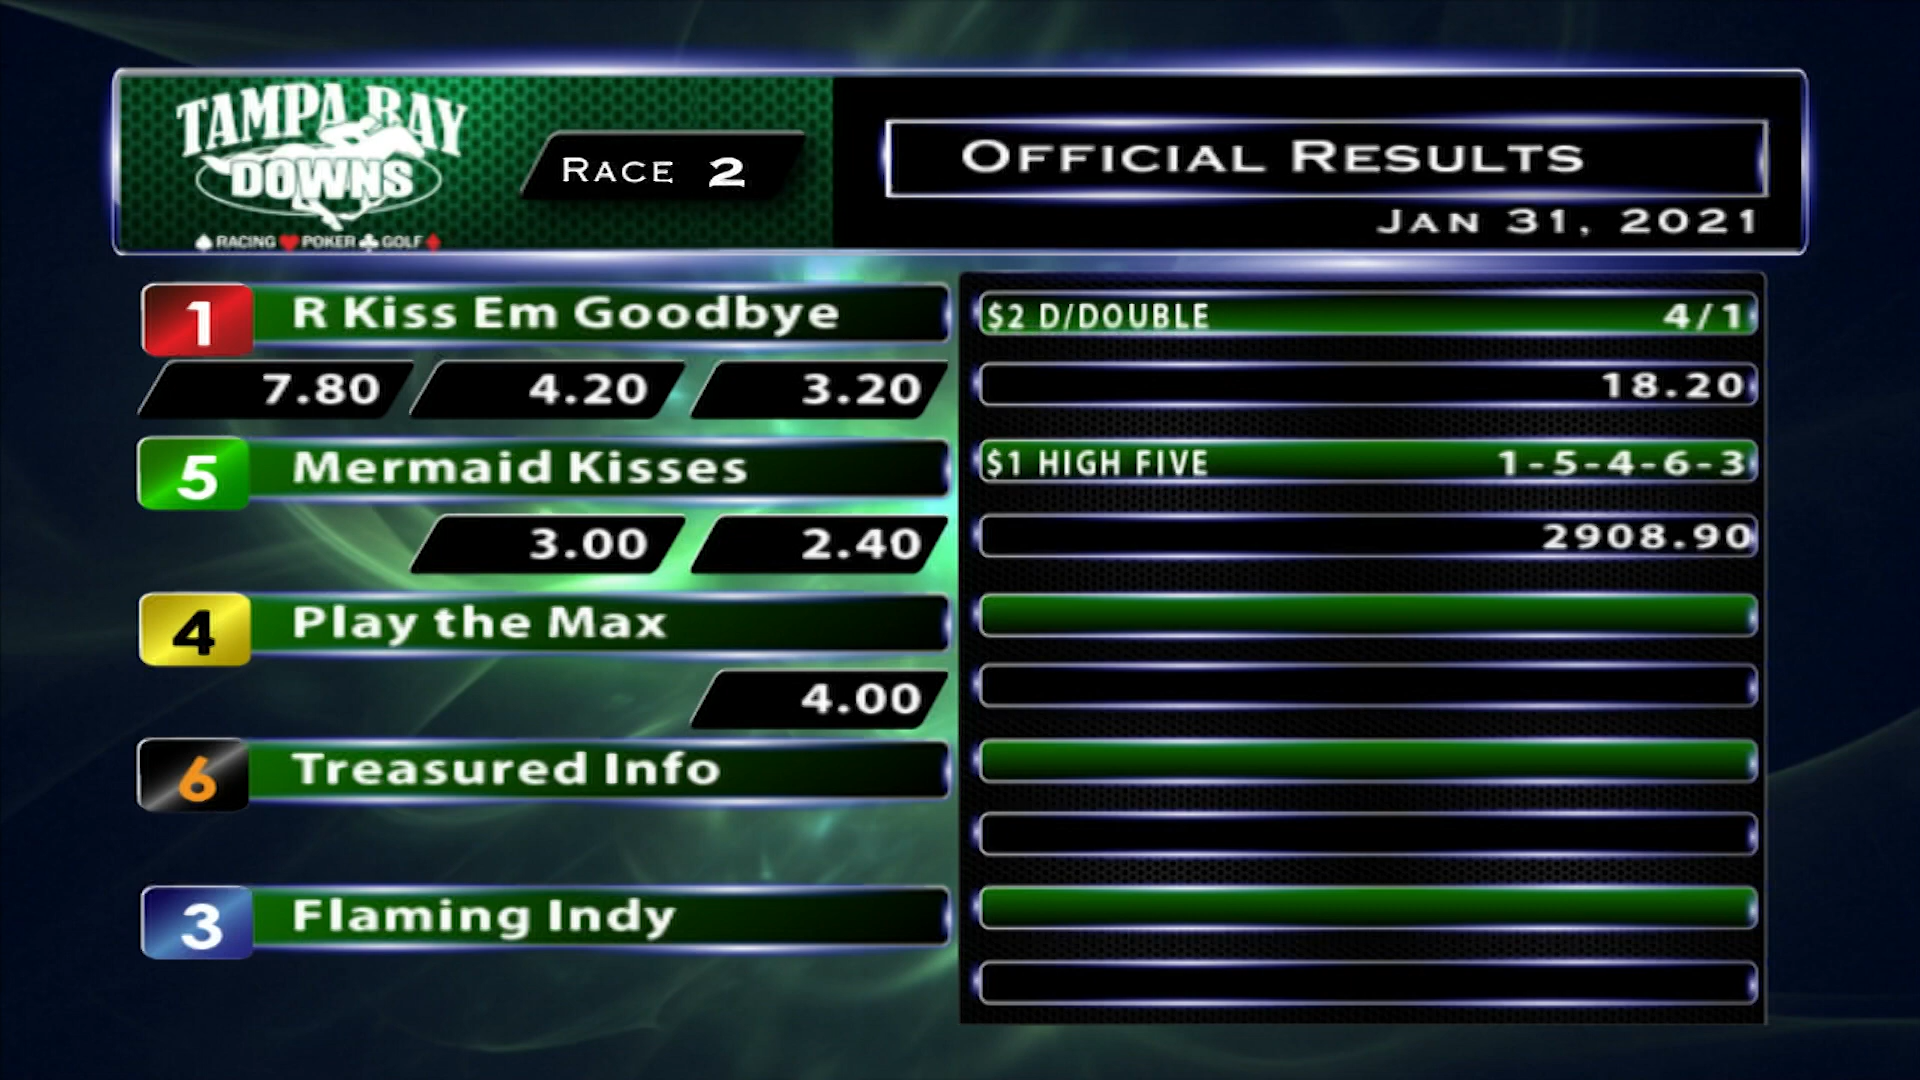 TAMPA BAY
DOWNS
RACING POKER GOLF
RACE 2
OFFICIAL RESULTS
JAN 31, 2021
1 R Kiss Em Goodbye
7.80 4.20 3.20
5 Mermaid Kisses
3.00 2.40
4 Play the Max
4.00
6 Treasured Info
3 Flaming Indy
$2 D/DOUBLE 4/1
18.20
$1 HIGH FIVE 1-5-4-6-3
2908.90